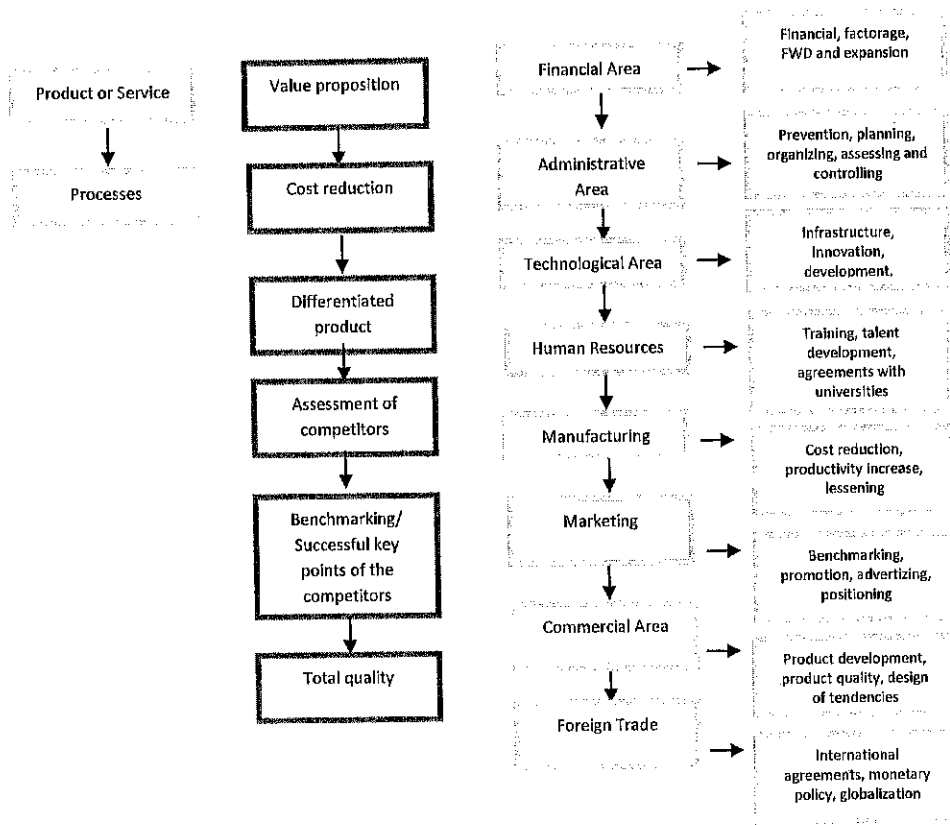 Product or Service
Processes
Value proposition
Cost reduction
Differentiated
product
Assessment of
competitors
Benchmarking/
Successful key
points of the
competitors
Total quality
Financial Area
Administrative
Area
Technological Area
Human Resources
Manufacturing
Marketing
Commercial Area
Foreign Trade
Financial, factorage,
FWD and expansion
Prevention, planning,
organizing, assessing and
controlling
Infrastructure,
Innovation,
development.
Training, talent
development,
agreements with
universities
Cost reduction,
productivity increase,
lessening
Benchmarking,
promotion, advertizing,
positioning
Product development,
product quality, design
of tendencies
International
agreements, monetary
policy, globalization